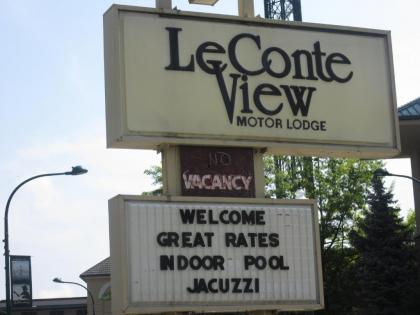 LeConte
View
MOTOR LODGE
NO
VACANCY
WELCOME
GREAT RATES
INDOOR POOL
JACUZZI